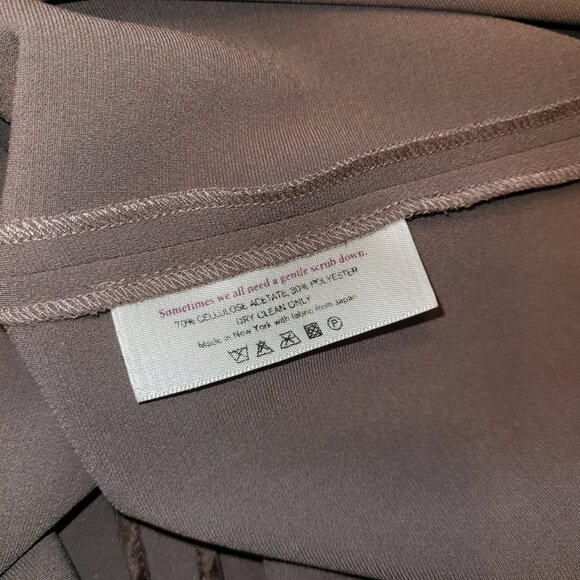 Sometimes we all need a gentle scrub down.
70% CELLULOSE ACETATE 30% POLYESTER
DRY CLEAN ONLY
Made in New York with fabric from Japan
P